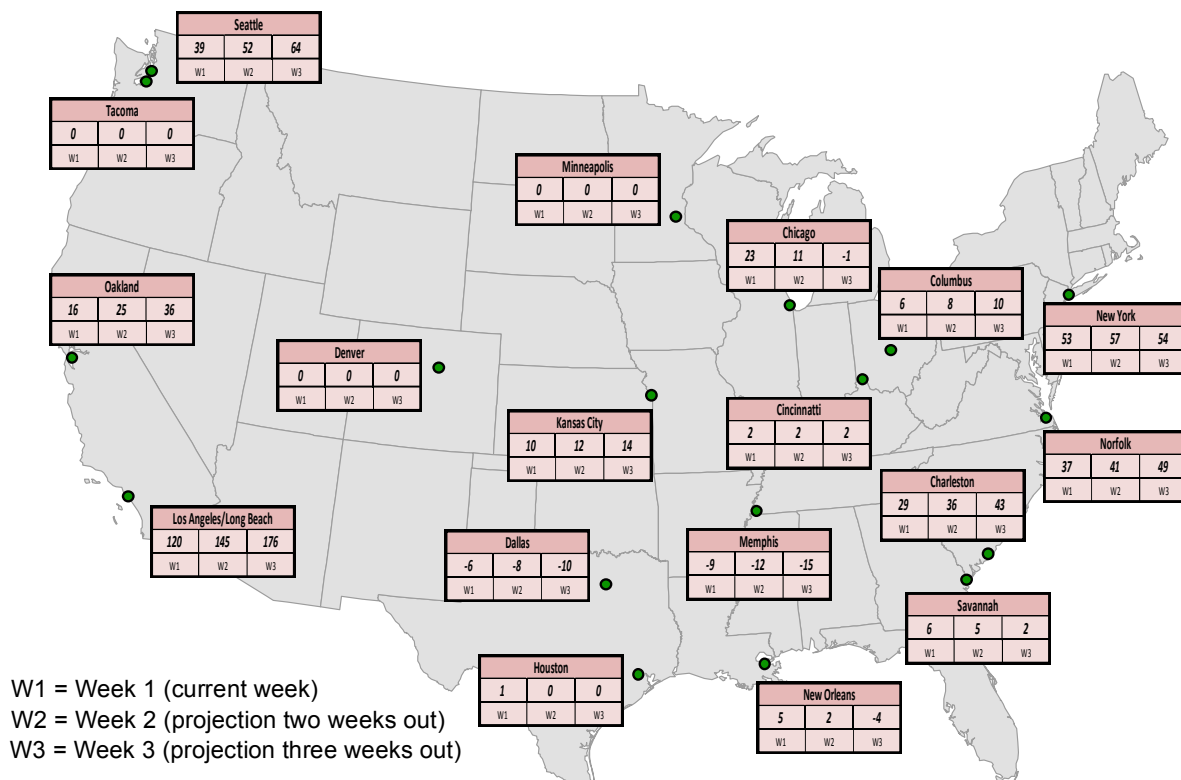 Seattle
39 52 64
W1 W2 W3
Tacoma
0 0 0
W1 W2 W3
Minneapolis
0 0 0
W1 W2 W3
Chicago
23 11 -1
W1 W2 W3
Columbus
6 8 10
W1 W2 W3
Oakland
16 25 36
W1 W2 W3
New York
53 57 54
W1 W2 W3
Denver
0 0 0
W1 W2 W3
Kansas City
10 12 14
W1 W2 W3
Cincinnatti
2 2 2
W1 W2 W3
Norfolk
37 41 49
W1 W2 W3
Charleston
29 36 43
W1 W2 W3
Los Angeles/Long Beach
120 145 176
W1 W2 W3
Dallas
-6 -8 -10
W1 W2 W3
Memphis
-9 -12 -15
W1 W2 W3
Savannah
6 5 2
W1 W2 W3
Houston
1 0 0
W1 W2 W3
New Orleans
5 2 -4
W1 W2 W3
W1 = Week 1 (current week)
W2 = Week 2 (projection two weeks out)
W3 = Week 3 (projection three weeks out)